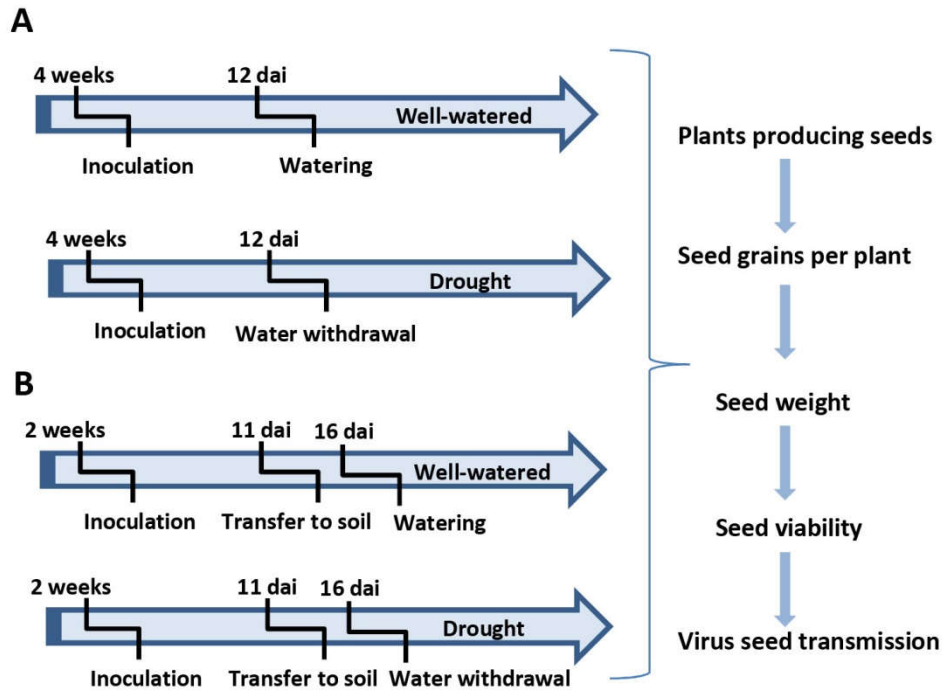 A
4 weeks
12 dai
Well-watered
Inoculation
Watering
4 weeks
12 dai
Drought
Inoculation
Water withdrawal
B
2 weeks
11 dai
16 dai
Well-watered
Inoculation
Transfer to soil
Watering
2 weeks
11 dai
16 dai
Drought
Inoculation
Transfer to soil
Water withdrawal
Plants producing seeds
Seed grains per plant
Seed weight
Seed viability
Virus seed transmission